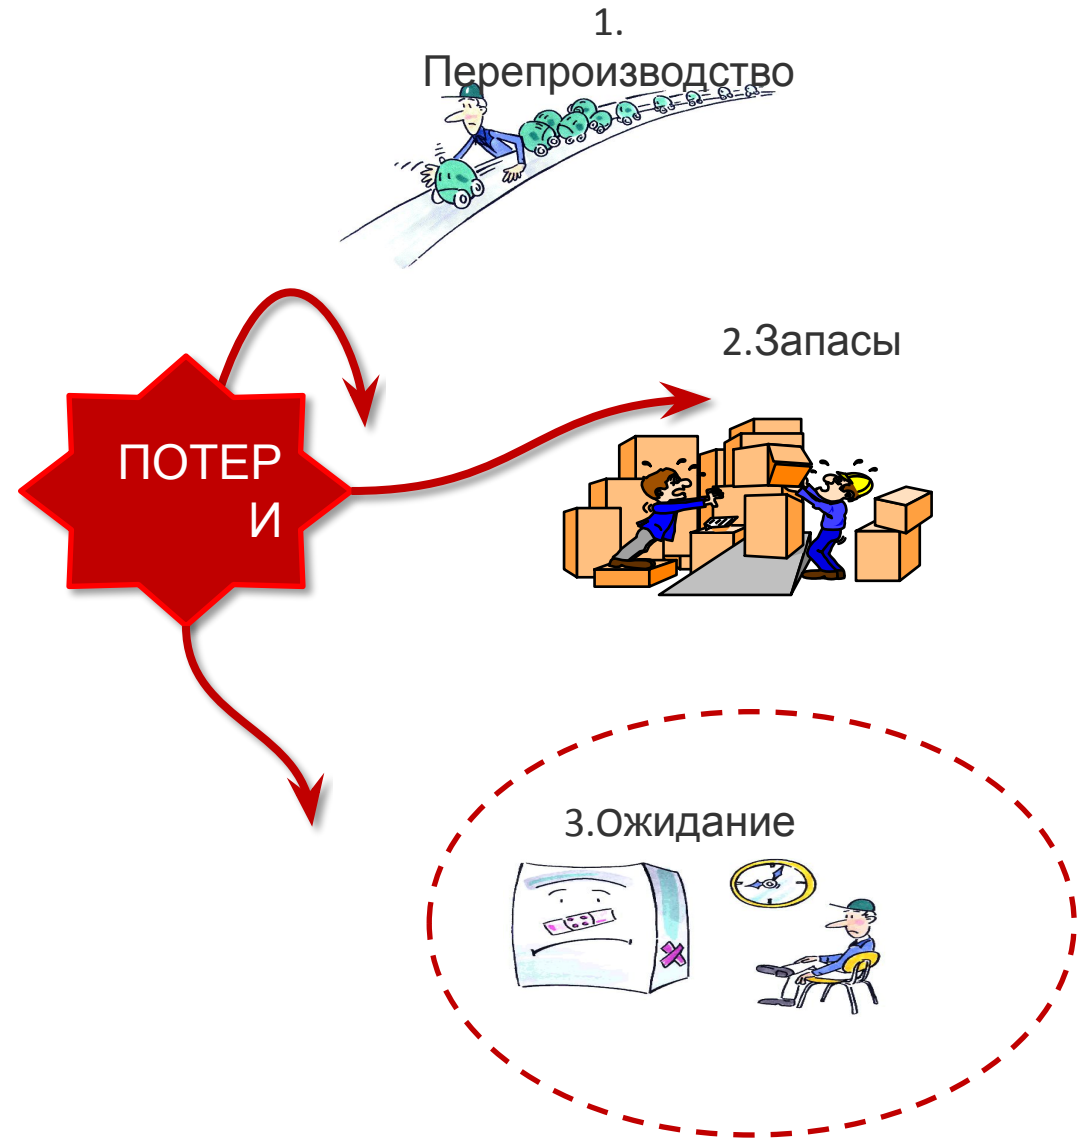 1.
Перепроизводство
2.Запасы
ПОТЕР
И
3.Ожидание